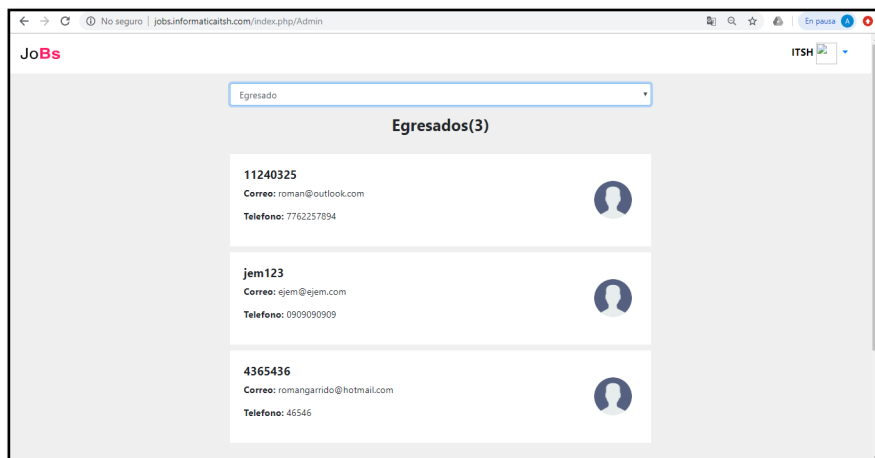 No seguro | jobs.informaticaitsh.com/index.php/Admin
En pausa A
JoBs
ITSH
Egresado
Egresados(3)
11240325
Correo: roman@outlook.com
Telefono: 7762257894
jem123
Correo: ejem@ejem.com
Telefono: 0909090909
4365436
Correo: romangarrido@hotmail.com
Telefono: 46546